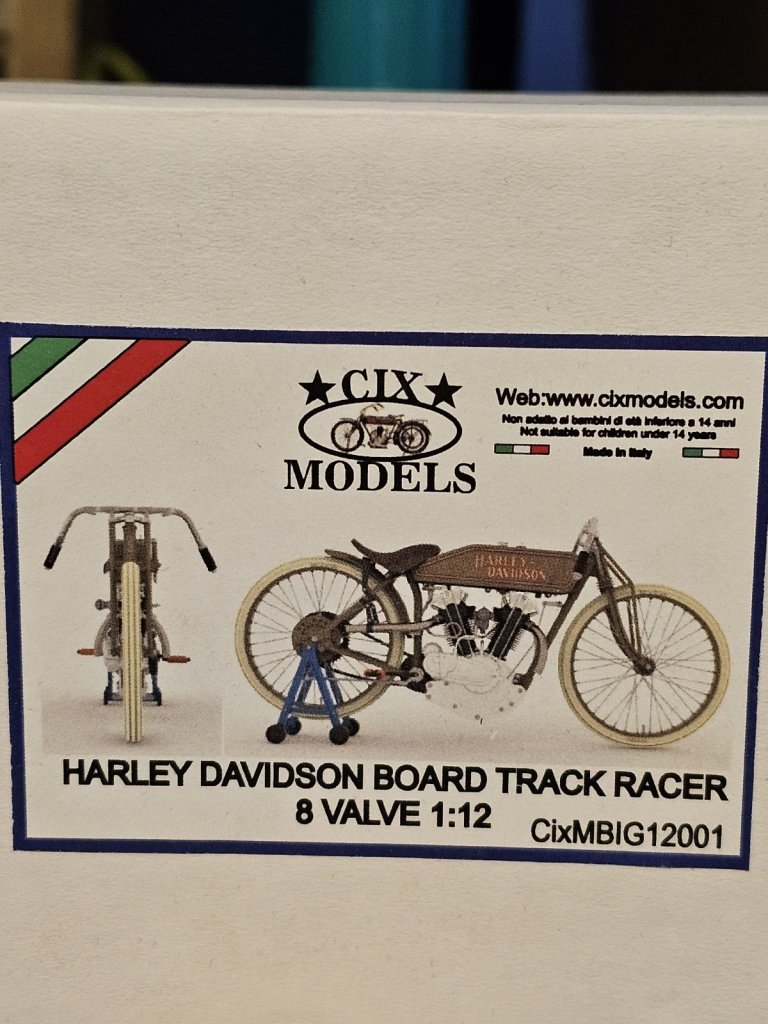 ★CIX★
MODELS
Web:www.cixmodels.com
Non adatto ai bambini di età inferiore a 14 anni
Not suitable for children under 14 years
Made in Italy
HARLEY
DAVIDSON
HARLEY DAVIDSON BOARD TRACK RACER
8 VALVE 1:12
CixMBIG12001